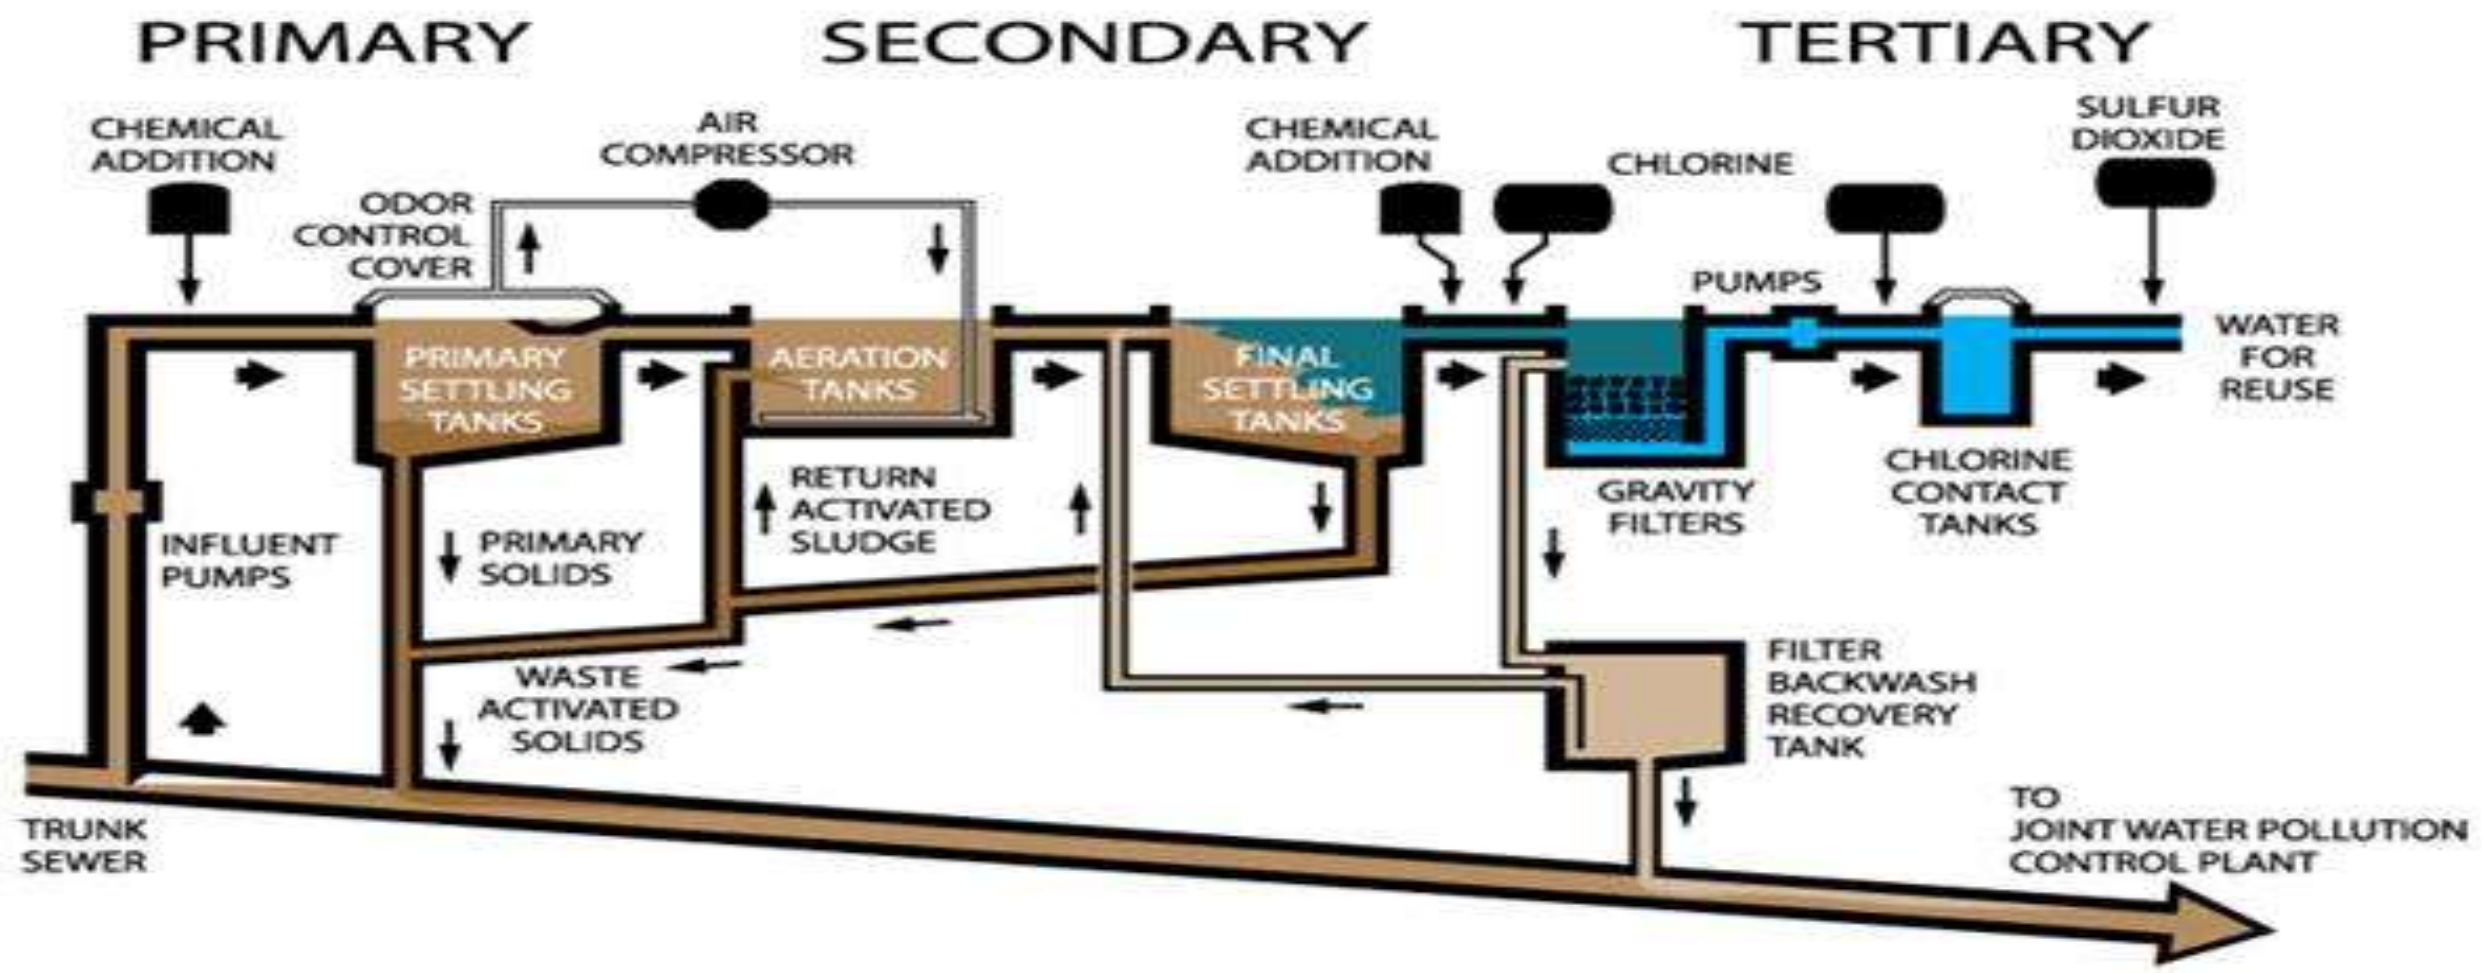 PRIMARY
SECONDARY
TERTIARY
CHEMICAL
ADDITION
ODOR
CONTROL
COVER
AIR
COMPRESSOR
CHEMICAL
ADDITION
CHLORINE
SULFUR
DIOXIDE
PUMPS
PRIMARY
SETTLING
TANKS
AERATION
TANKS
FINAL
SETTLING
TANKS
WATER
FOR
REUSE
INFLUENT
PUMPS
PRIMARY
SOLIDS
RETURN
ACTIVATED
SLUDGE
GRAVITY
FILTERS
CHLORINE
CONTACT
TANKS
WASTE
ACTIVATED
SOLIDS
FILTER
BACKWASH
RECOVERY
TANK
TRUNK
SEWER
TO
JOINT WATER POLLUTION
CONTROL PLANT